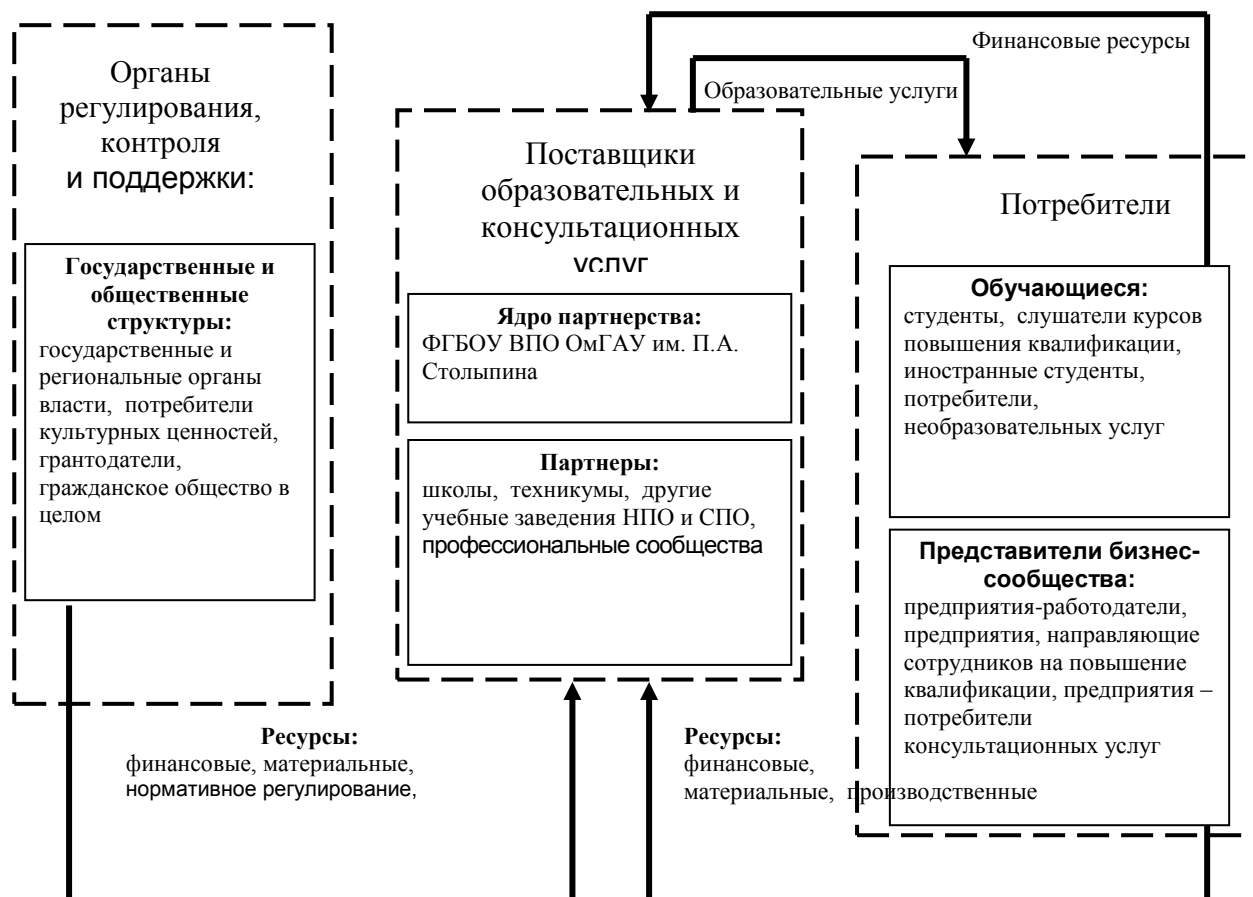 Органы
регулирования,
контроля
и поддержки:
Государственные и
общественные
структуры:
государственные и
региональные органы
власти, потребители
культурных ценностей,
грантодатели,
гражданское общество в
целом
Ресурсы:
финансовые, материальные,
нормативное регулирование,
Поставщики
образовательных и
консультационных
услуг
Ядро партнерства:
ФГБОУ ВПО ОмГАУ им. П.А.
Столыпина
Партнеры:
школы, техникумы, другие
учебные заведения НПО и СПО,
профессиональные сообщества
Ресурсы:
финансовые,
материальные, производственные
Финансовые ресурсы
Образовательные услуги
Потребители
Обучающиеся:
студенты, слушатели курсов
повышения квалификации,
иностранные студенты,
потребители,
необразовательных услуг
Представители бизнес-
сообщества:
предприятия-работодатели,
предприятия, направляющие
сотрудников на повышение
квалификации, предприятия –
потребители
консультационных услуг